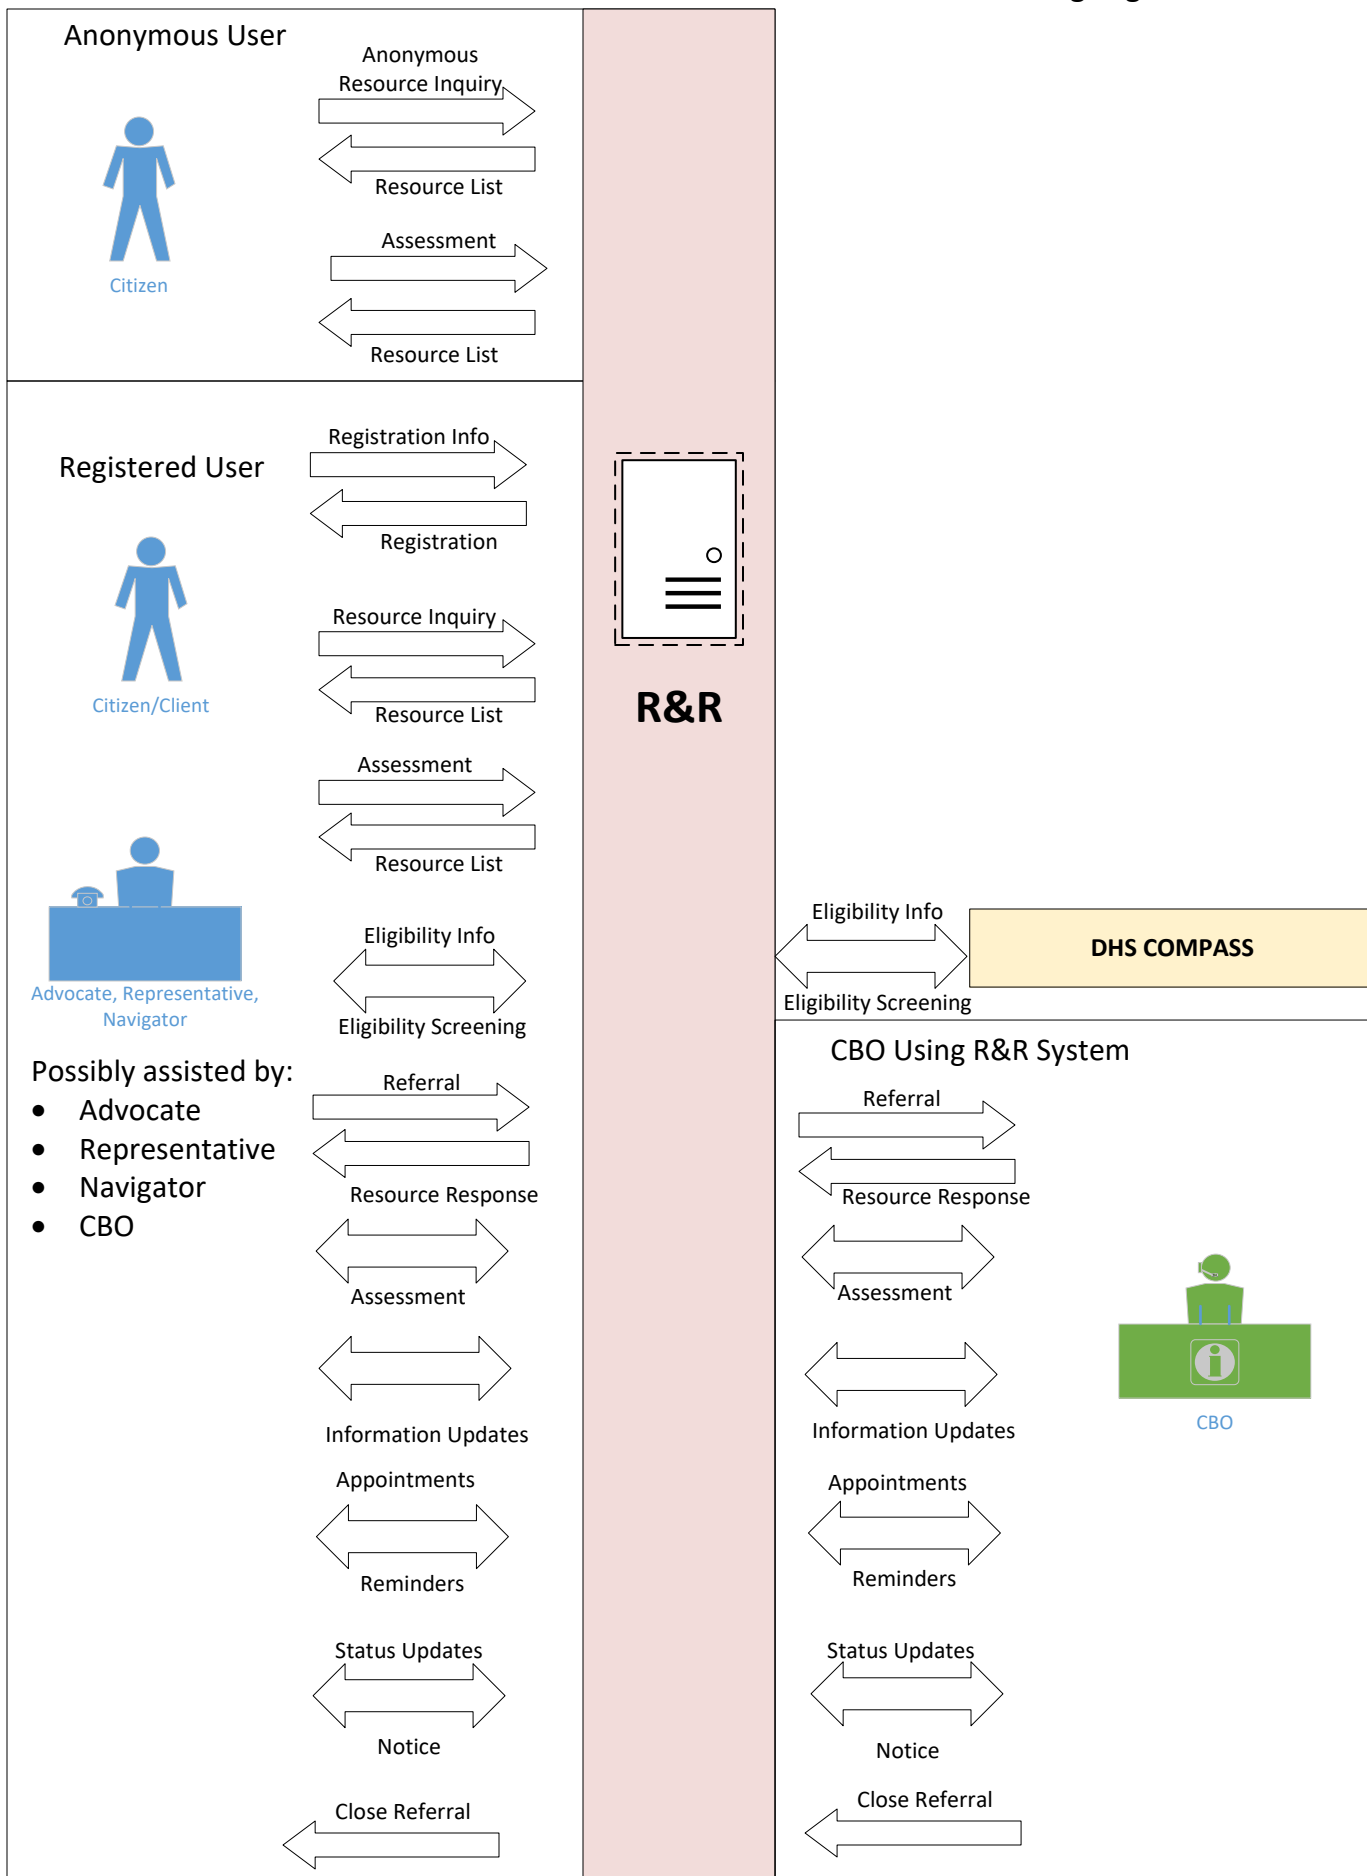 Anonymous User
Anonymous
Resource Inquiry
Resource List
Citizen
Assessment
Resource List
Registered User
Registration Info
Registration
Citizen/Client
Resource Inquiry
Resource List
Assessment
Resource List
Advocate, Representative,
Navigator
Eligibility Info
Eligibility Screening
Possibly assisted by:
• Advocate
• Representative
• Navigator
• CBO
Referral
Resource Response
Assessment
Information Updates
Appointments
Reminders
Status Updates
Notice
Close Referral
R&R
Eligibility Info
Eligibility Screening
DHS COMPASS
CBO Using R&R System
Referral
Resource Response
Assessment
Information Updates
CBO
Appointments
Reminders
Status Updates
Notice
Close Referral